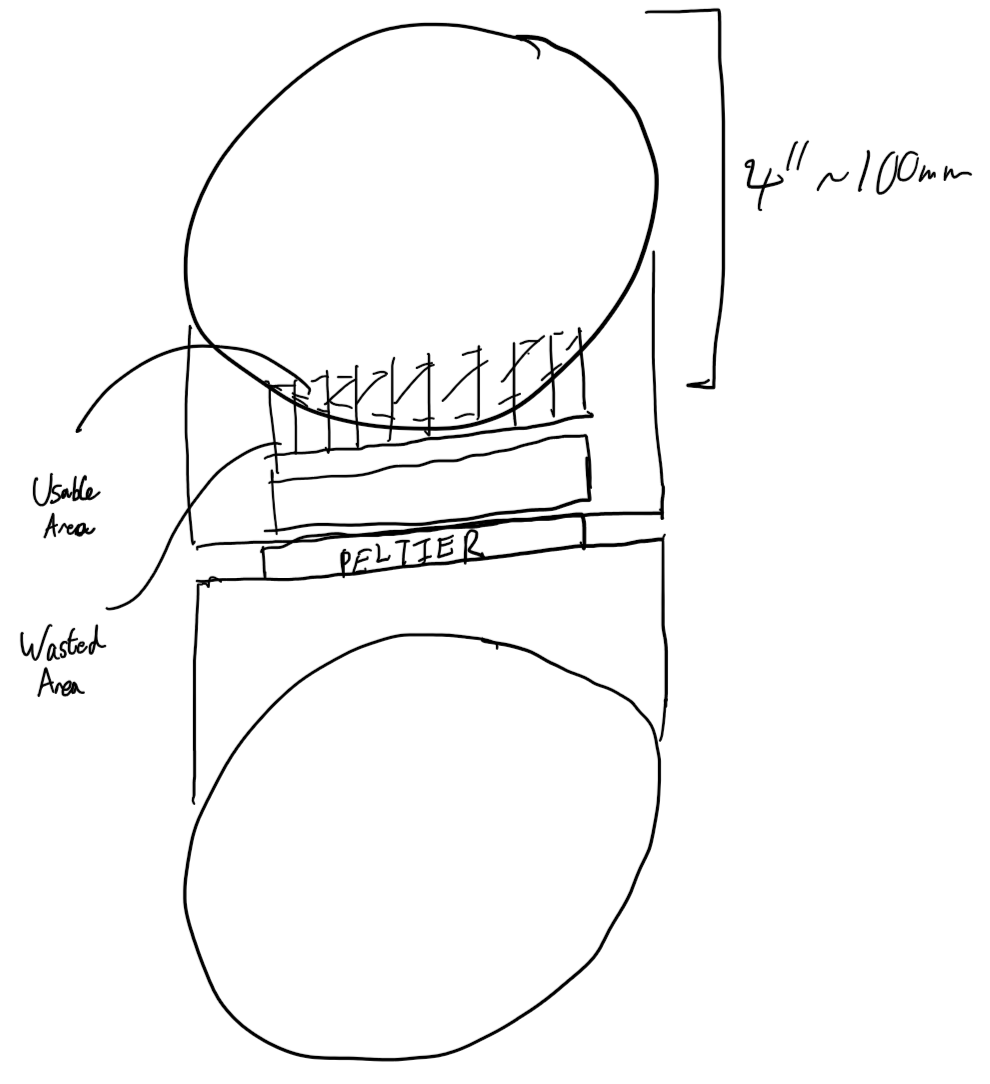 4" ~100mm
Usable
Area
PELTIER
Wasted
Area